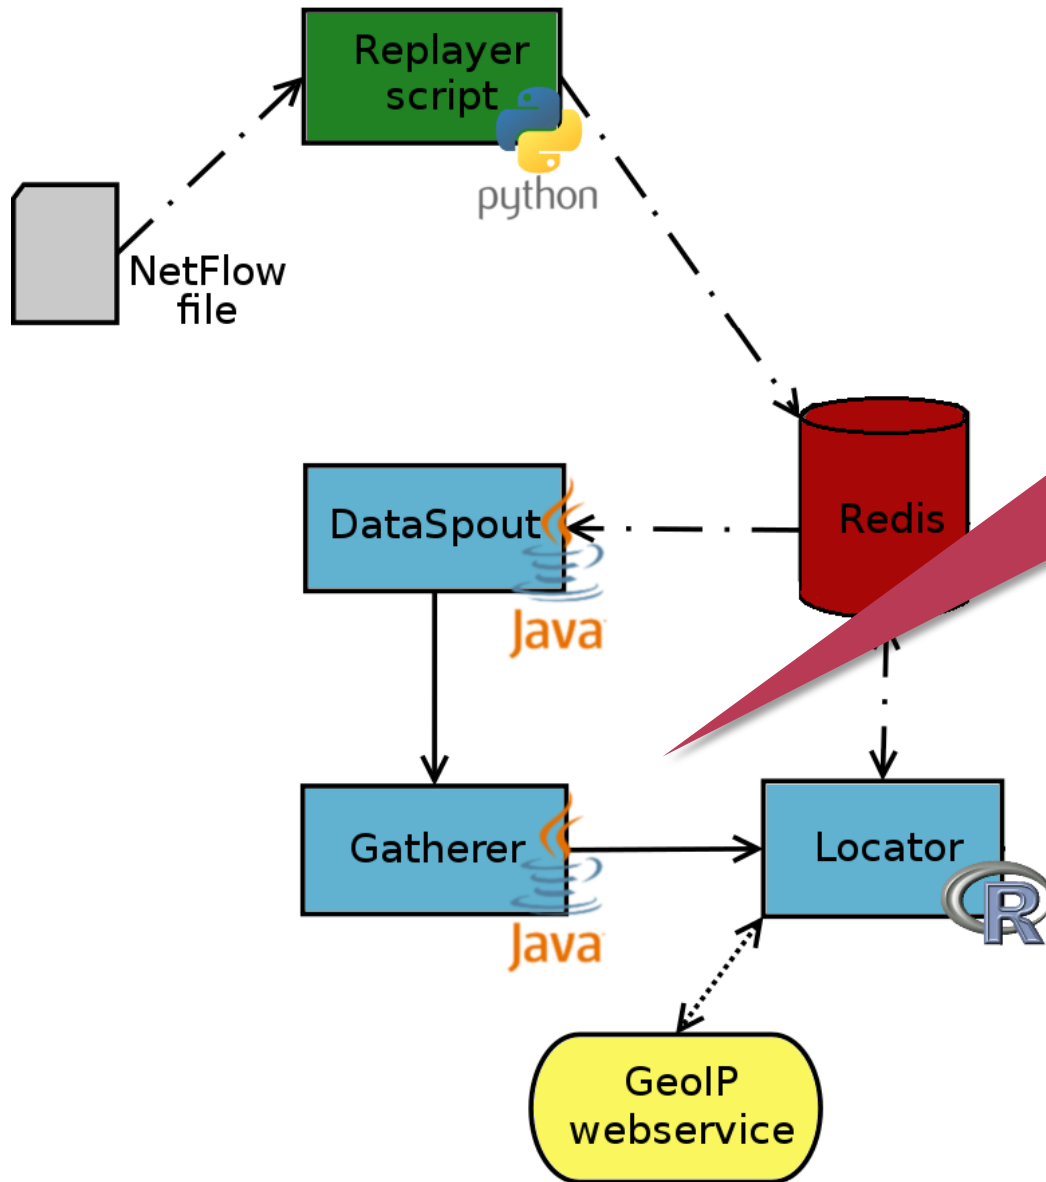 Replayer
script
python
NetFlow
file
Redis
DataSpout
Java
Gatherer
Java
Locator
R
GeoIP
webservice